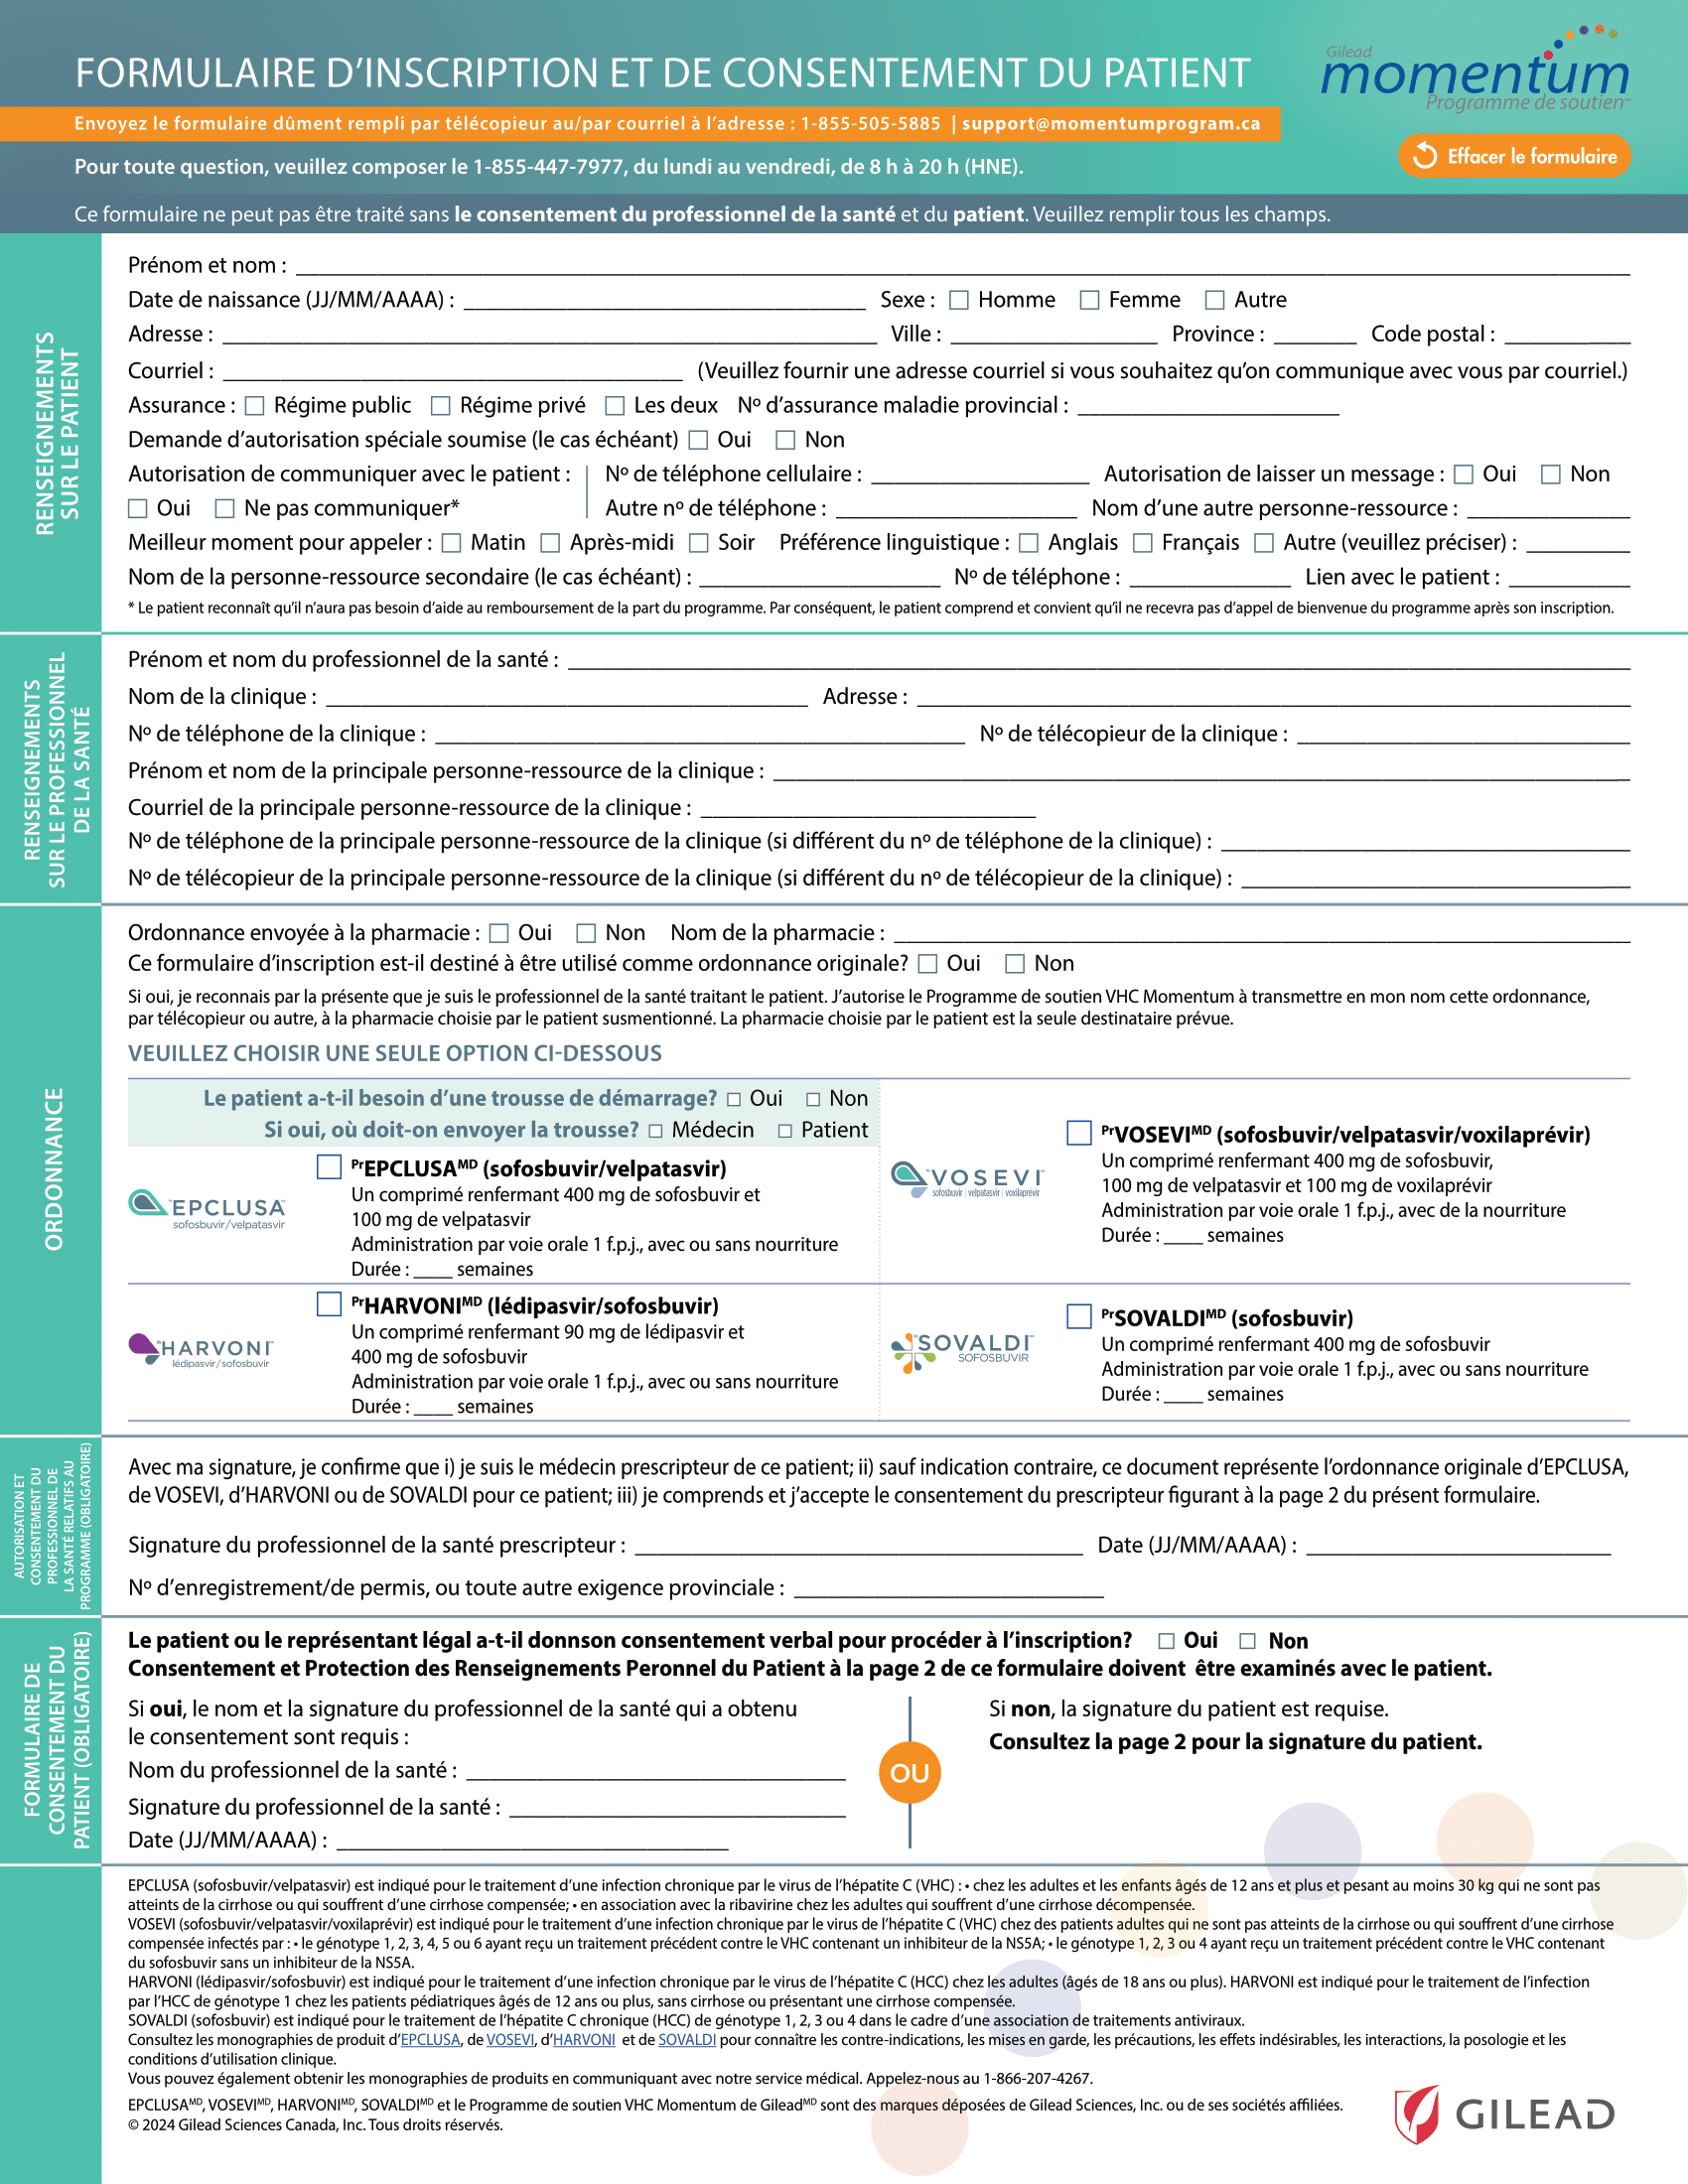 FORMULAIRE D’INSCRIPTION ET DE CONSENTEMENT DU PATIENT
Gilead
momentum
Programme de soutien
Envoyez le formulaire dûment rempli par télécopieur au/par courriel à l’adresse : 1-855-505-5885 | support@momentumprogram.ca
Pour toute question, veuillez composer le 1-855-447-7977, du lundi au vendredi, de 8 h à 20 h (HNE).
Effacer le formulaire
Ce formulaire ne peut pas être traité sans le consentement du professionnel de la santé et du patient. Veuillez remplir tous les champs.
RENSEIGNEMENTS
SUR LE PATIENT
Prénom et nom :
Date de naissance (JJ/MM/AAAA) : Sexe : Homme Femme Autre
Adresse : Ville : Province : Code postal :
Courriel : (Veuillez fournir une adresse courriel si vous souhaitez qu’on communique avec vous par courriel.)
Assurance : Régime public Régime privé Les deux Nº d’assurance maladie provincial :
Demande d’autorisation spéciale soumise (le cas échéant) Oui Non
Autorisation de communiquer avec le patient : Nº de téléphone cellulaire : Autorisation de laisser un message : Oui Non
Oui Ne pas communiquer* Autre nº de téléphone : Nom d’une autre personne-ressource :
Meilleur moment pour appeler : Matin Après-midi Soir Préférence linguistique : Anglais Français Autre (veuillez préciser) :
Nom de la personne-ressource secondaire (le cas échéant) : Nº de téléphone : Lien avec le patient :
* Le patient reconnaît qu’il n’aura pas besoin d’aide au remboursement de la part du programme. Par conséquent, le patient comprend et convient qu’il ne recevra pas d’appel de bienvenue du programme après son inscription.
RENSEIGNEMENTS
SUR LE PROFESSIONNEL
DE LA SANTÉ
Prénom et nom du professionnel de la santé :
Nom de la clinique : Adresse :
Nº de téléphone de la clinique : Nº de télécopieur de la clinique :
Prénom et nom de la principale personne-ressource de la clinique :
Courriel de la principale personne-ressource de la clinique :
Nº de téléphone de la principale personne-ressource de la clinique (si différent du nº de téléphone de la clinique) :
Nº de télécopieur de la principale personne-ressource de la clinique (si différent du nº de télécopieur de la clinique) :
ORDONNANCE
Ordonnance envoyée à la pharmacie : Oui Non Nom de la pharmacie :
Ce formulaire d’inscription est-il destiné à être utilisé comme ordonnance originale? Oui Non
Si oui, je reconnais par la présente que je suis le professionnel de la santé traitant le patient. J’autorise le Programme de soutien VHC Momentum à transmettre en mon nom cette ordonnance,
par télécopieur ou autre, à la pharmacie choisie par le patient susmentionné. La pharmacie choisie par le patient est la seule destinataire prévue.
VEUILLEZ CHOISIR UNE SEULE OPTION CI-DESSOUS
Le patient a-t-il besoin d’une trousse de démarrage? Oui Non
Si oui, où doit-on envoyer la trousse? Médecin Patient
EPCLUSA
sofosbuvir/velpatasvir
PrEPCLUSAMD (sofosbuvir/velpatasvir)
Un comprimé renfermant 400 mg de sofosbuvir et
100 mg de velpatasvir
Administration par voie orale 1 f.p.j., avec ou sans nourriture
Durée : ____ semaines
VOSEVI
sofosbuvir | velpatasvir | voxilaprévir
PrVOSEVIMD (sofosbuvir/velpatasvir/voxilaprévir)
Un comprimé renfermant 400 mg de sofosbuvir,
100 mg de velpatasvir et 100 mg de voxilaprévir
Administration par voie orale 1 f.p.j., avec de la nourriture
Durée : ____ semaines
HARVONI
lédipasvir/sofosbuvir
PrHARVONIMD (lédipasvir/sofosbuvir)
Un comprimé renfermant 90 mg de lédipasvir et
400 mg de sofosbuvir
Administration par voie orale 1 f.p.j., avec ou sans nourriture
Durée : ____ semaines
SOVALDI
SOFOSBUVIR
PrSOVALDIMD (sofosbuvir)
Un comprimé renfermant 400 mg de sofosbuvir
Administration par voie orale 1 f.p.j., avec ou sans nourriture
Durée : ____ semaines
AUTORISATION ET
CONSENTEMENT DU
PROFESSIONNEL DE
LA SANTÉ RELATIFS AU
PROGRAMME (OBLIGATOIRE)
Avec ma signature, je confirme que i) je suis le médecin prescripteur de ce patient; ii) sauf indication contraire, ce document représente l’ordonnance originale d’EPCLUSA,
de VOSEVI, d’HARVONI ou de SOVALDI pour ce patient; iii) je comprends et j’accepte le consentement du prescripteur figurant à la page 2 du présent formulaire.
Signature du professionnel de la santé prescripteur : Date (JJ/MM/AAAA) :
Nº d’enregistrement/de permis, ou toute autre exigence provinciale :
FORMULAIRE DE
CONSENTEMENT DU
PATIENT (OBLIGATOIRE)
Le patient ou le représentant légal a-t-il donnson consentement verbal pour procéder à l’inscription? Oui Non
Consentement et Protection des Renseignements Peronnel du Patient à la page 2 de ce formulaire doivent être examinés avec le patient.
Si oui, le nom et la signature du professionnel de la santé qui a obtenu
le consentement sont requis :
Nom du professionnel de la santé :
Signature du professionnel de la santé :
Date (JJ/MM/AAAA) :
OU
Si non, la signature du patient est requise.
Consultez la page 2 pour la signature du patient.
EPCLUSA (sofosbuvir/velpatasvir) est indiqué pour le traitement d’une infection chronique par le virus de l’hépatite C (VHC) : • chez les adultes et les enfants âgés de 12 ans et plus et pesant au moins 30 kg qui ne sont pas
atteints de la cirrhose ou qui souffrent d’une cirrhose compensée; • en association avec la ribavirine chez les adultes qui souffrent d’une cirrhose décompensée.
VOSEVI (sofosbuvir/velpatasvir/voxilaprévir) est indiqué pour le traitement d’une infection chronique par le virus de l’hépatite C (VHC) chez des patients adultes qui ne sont pas atteints de la cirrhose ou qui souffrent d’une cirrhose
compensée infectés par : • le génotype 1, 2, 3, 4, 5 ou 6 ayant reçu un traitement précédent contre le VHC contenant un inhibiteur de la NS5A; • le génotype 1, 2, 3 ou 4 ayant reçu un traitement précédent contre le VHC contenant
du sofosbuvir sans un inhibiteur de la NS5A.
HARVONI (lédipasvir/sofosbuvir) est indiqué pour le traitement d’une infection chronique par le virus de l’hépatite C (HCC) chez les adultes (âgés de 18 ans ou plus). HARVONI est indiqué pour le traitement de l’infection
par l’HCC de génotype 1 chez les patients pédiatriques âgés de 12 ans ou plus, sans cirrhose ou présentant une cirrhose compensée.
SOVALDI (sofosbuvir) est indiqué pour le traitement de l’hépatite C chronique (HCC) de génotype 1, 2, 3 ou 4 dans le cadre d’une association de traitements antiviraux.
Consultez les monographies de produit d’EPCLUSA, de VOSEVI, d’HARVONI et de SOVALDI pour connaître les contre-indications, les mises en garde, les précautions, les effets indésirables, les interactions, la posologie et les
conditions d’utilisation clinique.
Vous pouvez également obtenir les monographies de produits en communiquant avec notre service médical. Appelez-nous au 1-866-207-4267.
EPCLUSAMD, VOSEVIMD, HARVONIMD, SOVALDIMD et le Programme de soutien VHC Momentum de GileadMD sont des marques déposées de Gilead Sciences, Inc. ou de ses sociétés affiliées.
© 2024 Gilead Sciences Canada, Inc. Tous droits réservés.
GILEAD